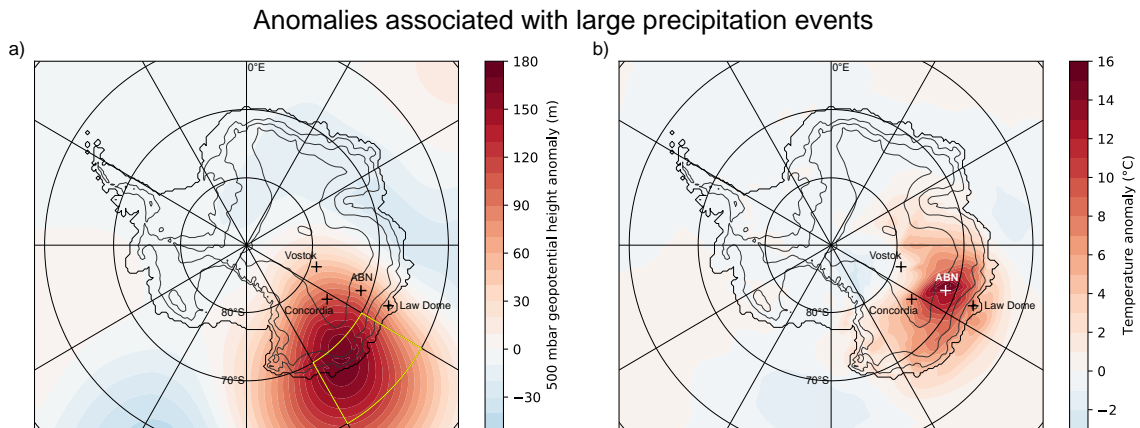 Anomalies associated with large precipitation events
a)
0°E
Vostok
ABN
Law Dome
Concordia
80°S
70°S
180
150
120
90
60
30
0
−30
500 mbar geopotential height anomaly (m)
b)
0°E
Vostok
ABN
Law Dome
Concordia
80°S
70°S
16
14
12
10
8
6
4
2
0
−2
Temperature anomaly (°C)